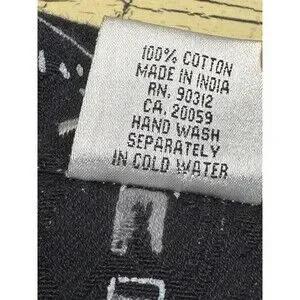 100% COTTON
MADE IN INDIA
RN. 90312
CA. 20059
HAND WASH
SEPARATELY
IN COLD WATER